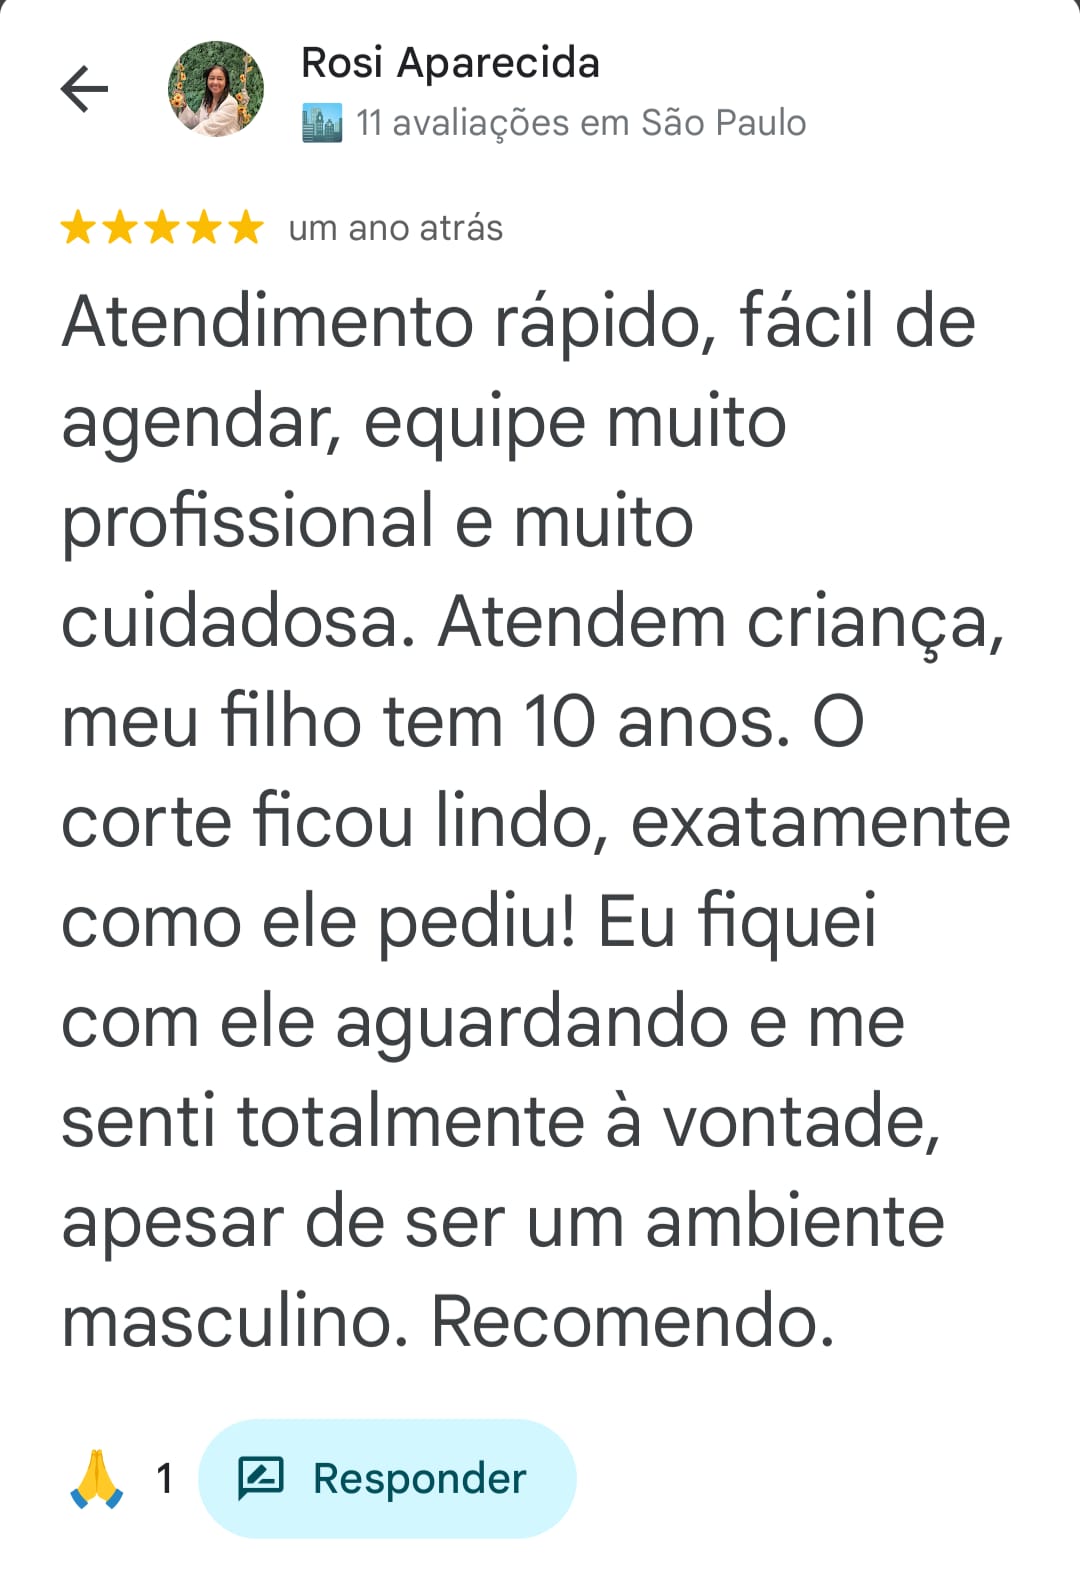 Rosi Aparecida
11 avaliações em São Paulo
um ano atrás
Atendimento rápido, fácil de
agendar, equipe muito
profissional e muito
cuidadosa. Atendem criança,
meu filho tem 10 anos. O
corte ficou lindo, exatamente
como ele pediu! Eu fiquei
com ele aguardando e me
senti totalmente à vontade,
apesar de ser um ambiente
masculino. Recomendo.
1
Responder